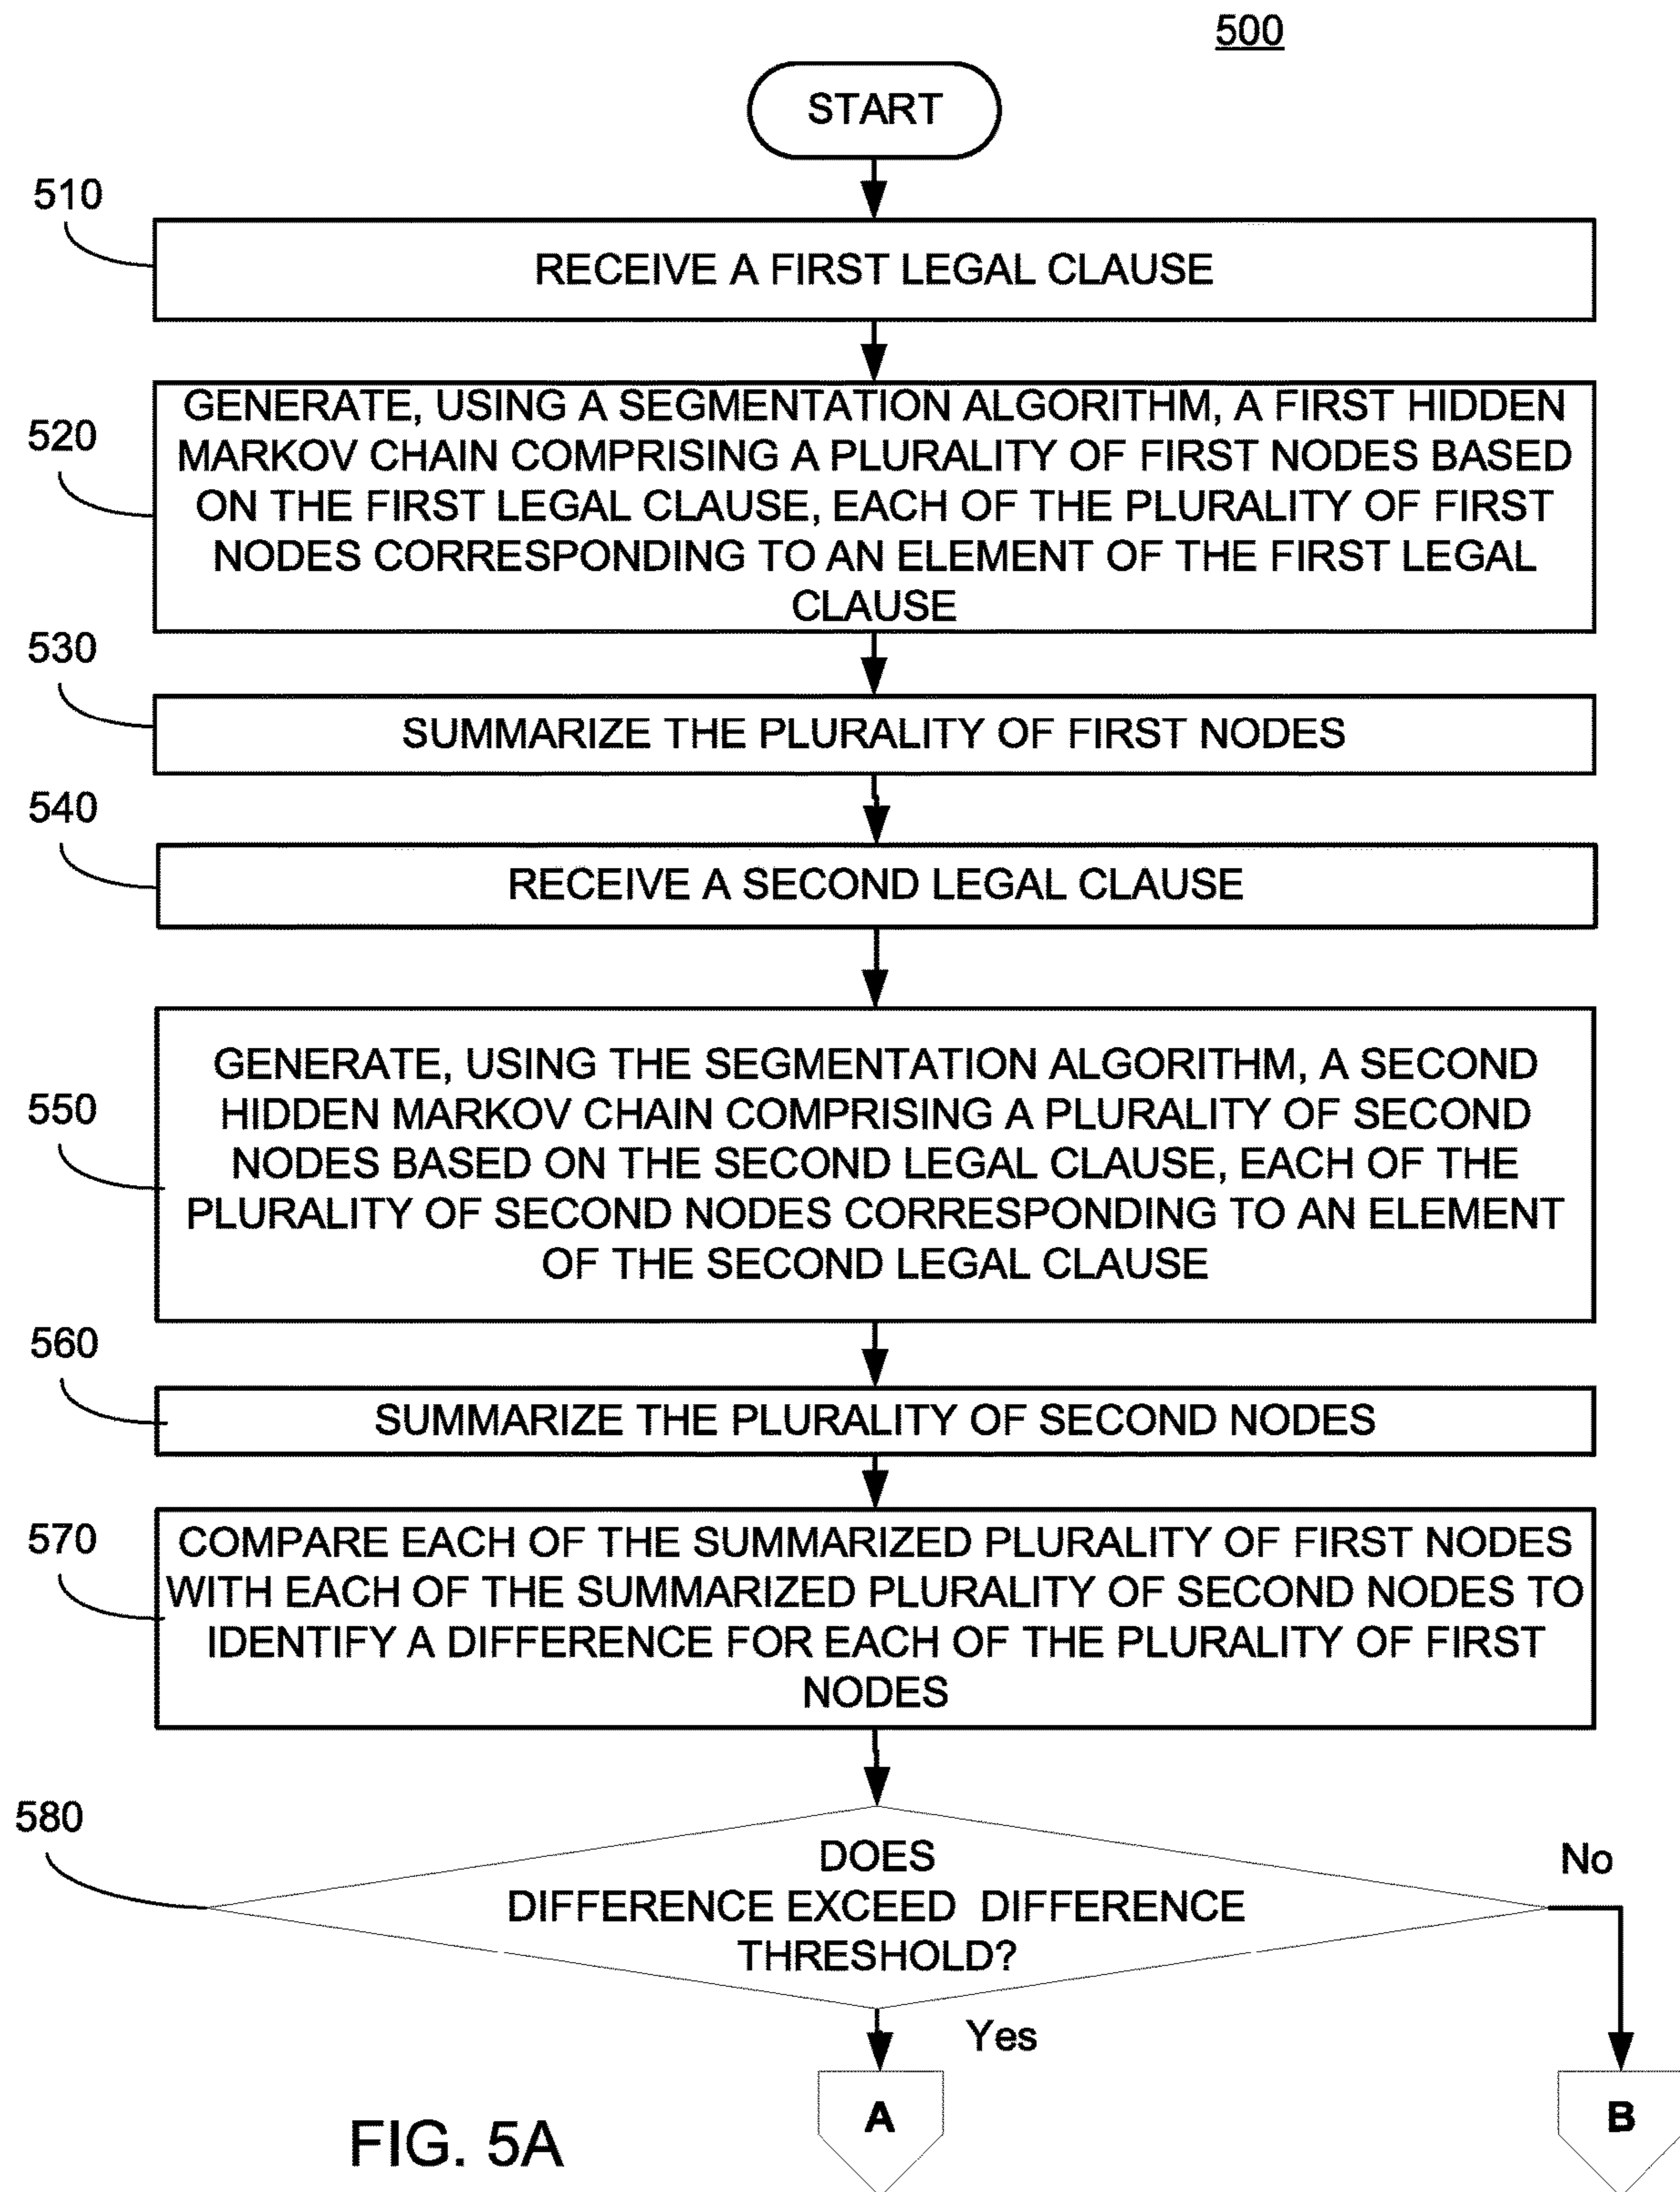 500
START
510
RECEIVE A FIRST LEGAL CLAUSE
520
GENERATE, USING A SEGMENTATION ALGORITHM, A FIRST HIDDEN
MARKOV CHAIN COMPRISING A PLURALITY OF FIRST NODES BASED
ON THE FIRST LEGAL CLAUSE, EACH OF THE PLURALITY OF FIRST
NODES CORRESPONDING TO AN ELEMENT OF THE FIRST LEGAL
CLAUSE
530
SUMMARIZE THE PLURALITY OF FIRST NODES
540
RECEIVE A SECOND LEGAL CLAUSE
550
GENERATE, USING THE SEGMENTATION ALGORITHM, A SECOND
HIDDEN MARKOV CHAIN COMPRISING A PLURALITY OF SECOND
NODES BASED ON THE SECOND LEGAL CLAUSE, EACH OF THE
PLURALITY OF SECOND NODES CORRESPONDING TO AN ELEMENT
OF THE SECOND LEGAL CLAUSE
560
SUMMARIZE THE PLURALITY OF SECOND NODES
570
COMPARE EACH OF THE SUMMARIZED PLURALITY OF FIRST NODES
WITH EACH OF THE SUMMARIZED PLURALITY OF SECOND NODES TO
IDENTIFY A DIFFERENCE FOR EACH OF THE PLURALITY OF FIRST
NODES
580
DOES
DIFFERENCE EXCEED DIFFERENCE
THRESHOLD?
No
Yes
A
B
FIG. 5A